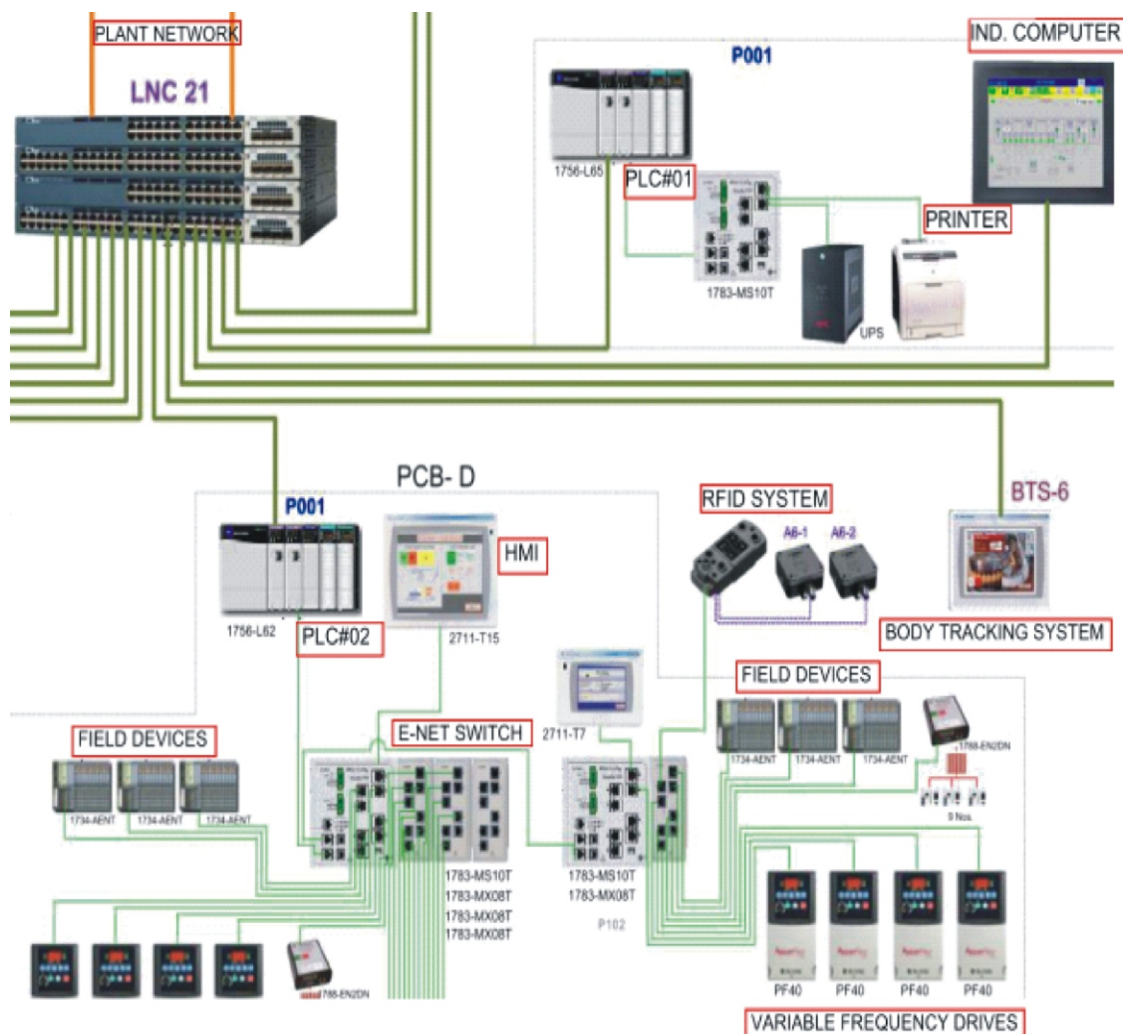 PLANT NETWORK
LNC 21
P001
IND. COMPUTER
1756-L65
PLC#01
PRINTER
1783-MS10T
UPS
PCB- D
P001
RFID SYSTEM
BTS-6
A6-1
A6-2
HMI
1756-L62
PLC#02
2711-T15
BODY TRACKING SYSTEM
FIELD DEVICES
FIELD DEVICES
E-NET SWITCH
2711-T7
1734-AENT
1734-AENT
1734-AENT
1788-EN2DN
1734-AENT
1734-AENT
1734-AENT
9 Nos.
1783-MS10T
1783-MX08T
1783-MX08T
1783-MX08T
1783-MS10T
1783-MX08T
P102
1788-EN2DN
PF40
PF40
PF40
PF40
VARIABLE FREQUENCY DRIVES